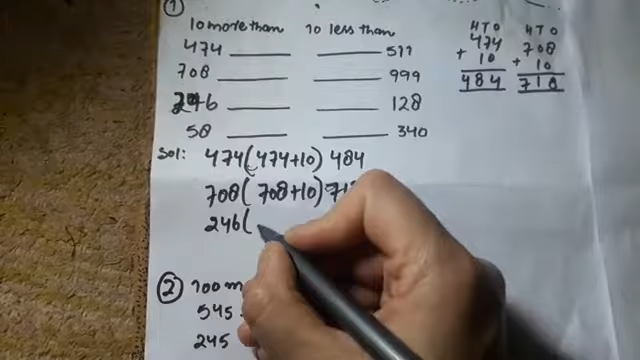 ①
10 more than 10 less than
474 ______ ______ 511
708 ______ ______ 999
246 ______ ______ 128
58 ______ ______ 340
H T O
474
+ 10
484
H T O
708
+ 10
718
Sol: 474(474+10) 484
708(708+10)
246(
② 100 m
545
245